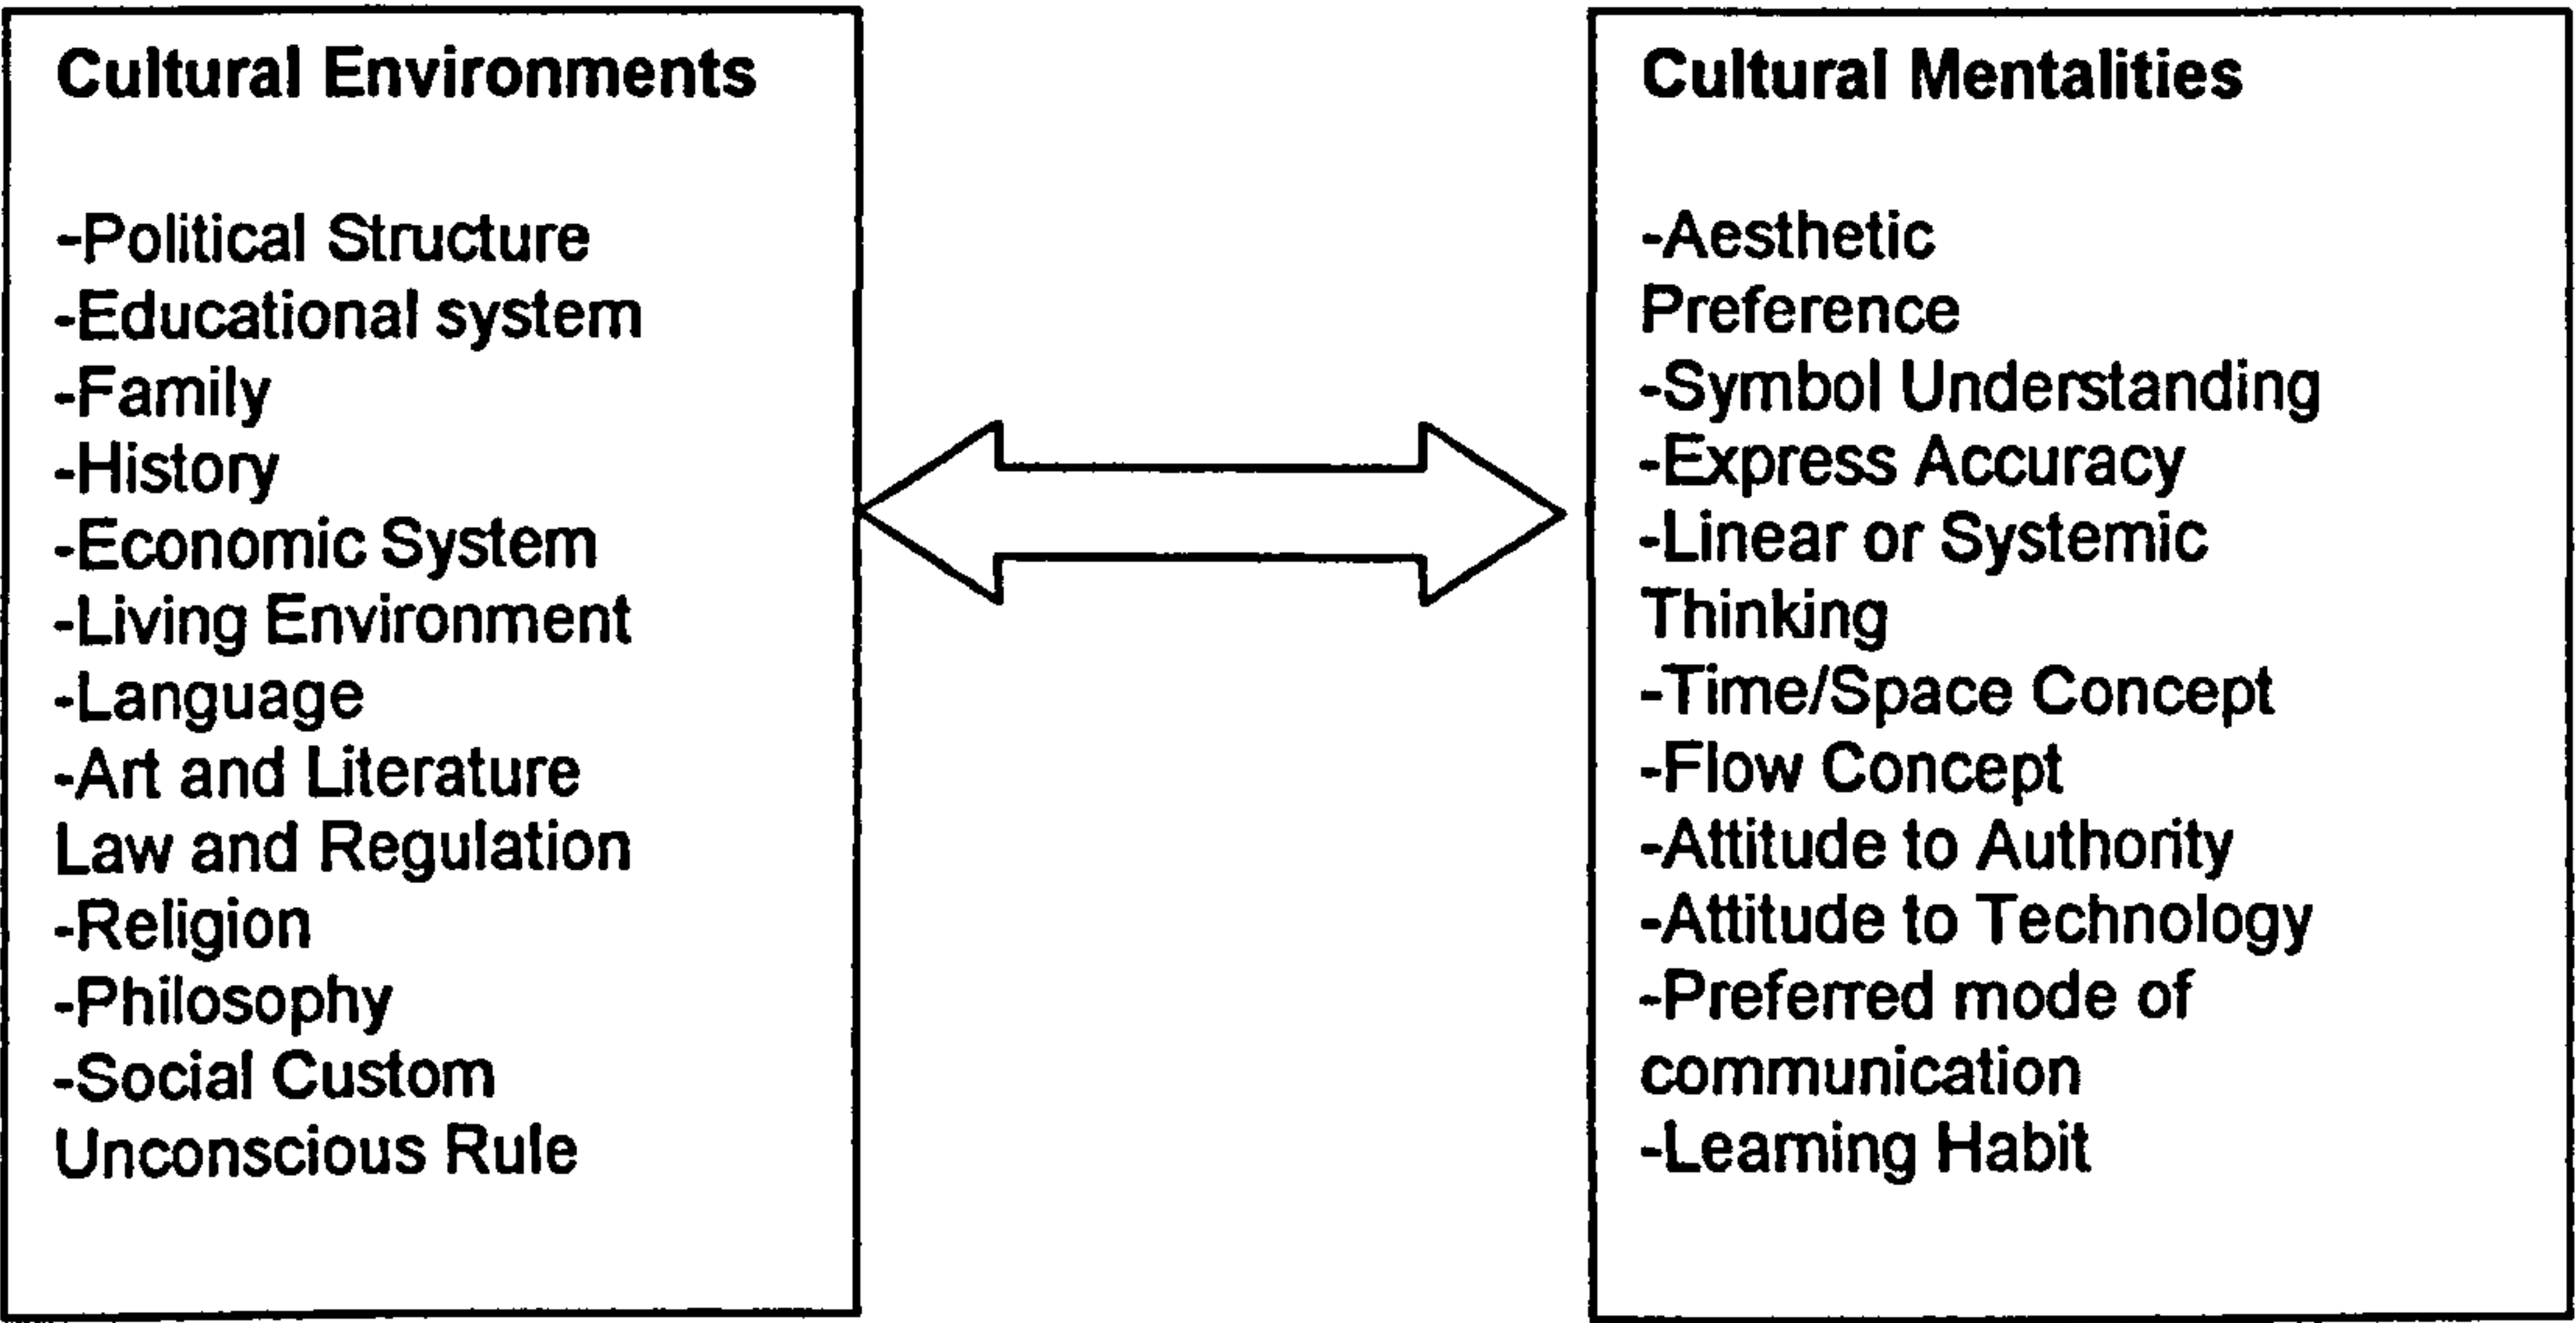 Cultural Environments
-Political Structure
-Educational system
-Family
-History
-Economic System
-Living Environment
-Language
-Art and Literature
Law and Regulation
-Religion
-Philosophy
-Social Custom
Unconscious Rule
Cultural Mentalities
-Aesthetic
Preference
-Symbol Understanding
-Express Accuracy
-Linear or Systemic
Thinking
-Time/Space Concept
-Flow Concept
-Attitude to Authority
-Attitude to Technology
-Preferred mode of
communication
-Learning Habit